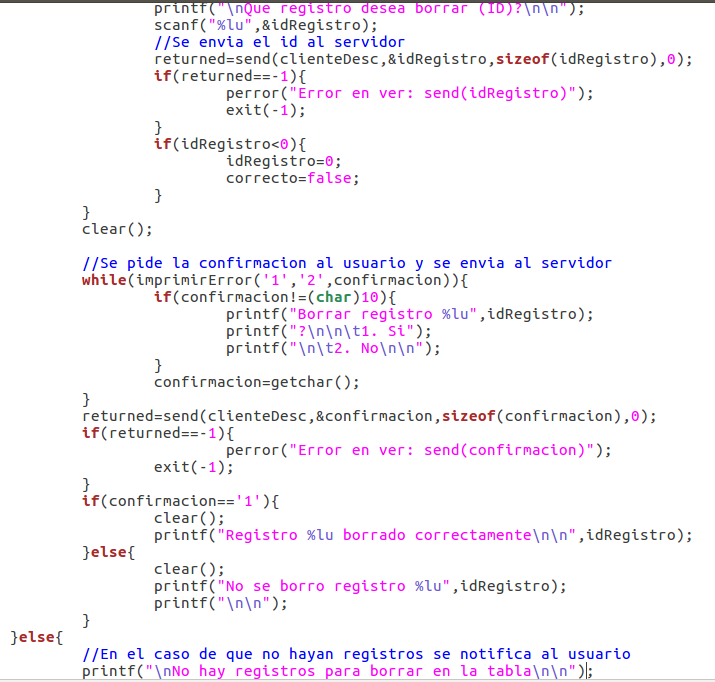 printf("\nQue registro desea borrar (ID)?\n\n");
scanf("%lu",&idRegistro);
//Se envia el id al servidor
returned=send(clienteDesc,&idRegistro,sizeof(idRegistro),0);
if(returned==-1){
perror("Error en ver: send(idRegistro)");
exit(-1);
}
if(idRegistro<0){
idRegistro=0;
correcto=false;
}
}
clear();
//Se pide la confirmacion al usuario y se envia al servidor
while(imprimirError('1','2',confirmacion)){
if(confirmacion!=(char)10){
printf("Borrar registro %lu",idRegistro);
printf("?\n\n\t1. Si");
printf("\n\t2. No\n\n");
}
confirmacion=getchar();
}
returned=send(clienteDesc,&confirmacion,sizeof(confirmacion),0);
if(returned==-1){
perror("Error en ver: send(confirmacion)");
exit(-1);
}
if(confirmacion=='1'){
clear();
printf("Registro %lu borrado correctamente\n\n",idRegistro);
}else{
clear();
printf("No se borro registro %lu",idRegistro);
printf("\n\n");
}
}else{
//En el caso de que no hayan registros se notifica al usuario
printf("\nNo hay registros para borrar en la tabla\n\n");